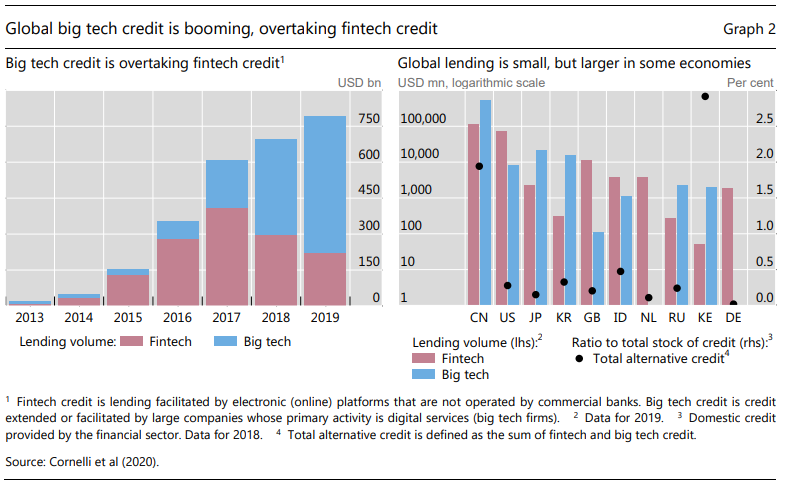 Global big tech credit is booming, overtaking fintech credit Graph 2
Big tech credit is overtaking fintech credit1 Global lending is small, but larger in some economies
USD bn USD mn, logarithmic scale Per cent
750
600
450
300
150
0
2013 2014 2015 2016 2017 2018 2019
Lending volume: Fintech Big tech
100,000
10,000
1,000
100
10
1
2.5
2.0
1.5
1.0
0.5
0.0
CN US JP KR GB ID NL RU KE DE
Lending volume (lhs):2 Ratio to total stock of credit (rhs):3
Fintech Total alternative credit4
Big tech
1 Fintech credit is lending facilitated by electronic (online) platforms that are not operated by commercial banks. Big tech credit is credit
extended or facilitated by large companies whose primary activity is digital services (big tech firms). 2 Data for 2019. 3 Domestic credit
provided by the financial sector. Data for 2018. 4 Total alternative credit is defined as the sum of fintech and big tech credit.
Source: Cornelli et al (2020).